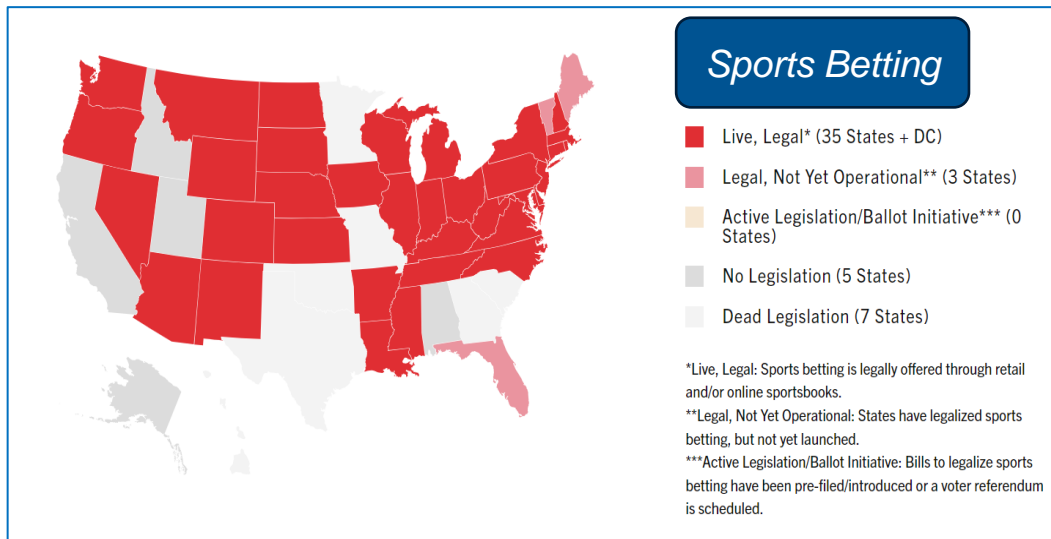 Sports Betting
Live, Legal* (35 States + DC)
Legal, Not Yet Operational** (3 States)
Active Legislation/Ballot Initiative*** (0
States)
No Legislation (5 States)
Dead Legislation (7 States)
*Live, Legal: Sports betting is legally offered through retail
and/or online sportsbooks.
**Legal, Not Yet Operational: States have legalized sports
betting, but not yet launched.
***Active Legislation/Ballot Initiative: Bills to legalize sports
betting have been pre-filed/introduced or a voter referendum
is scheduled.